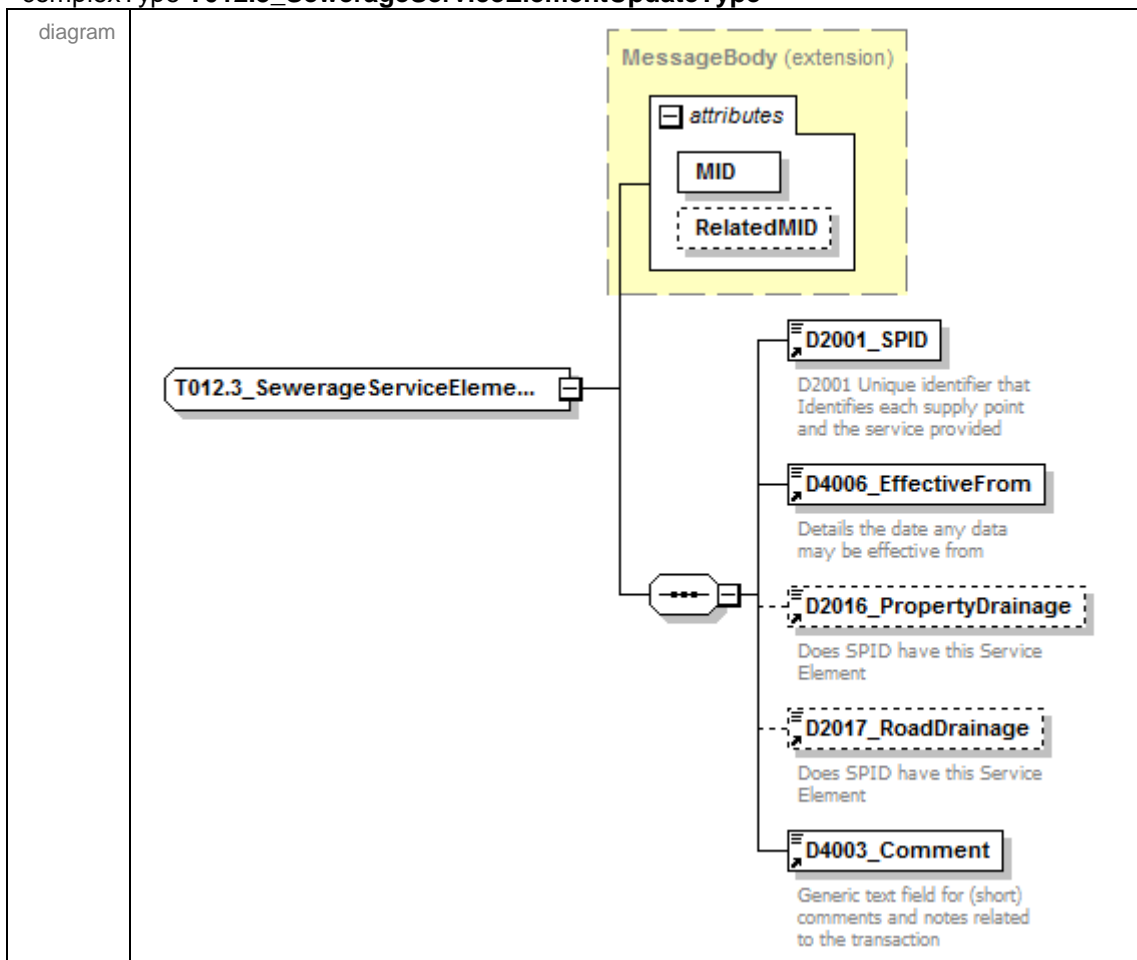 complexType T012.3_SewerageServiceElementUpdateType
diagram
MessageBody (extension)
attributes
MID
RelatedMID
T012.3_SewerageServiceEleme...
D2001_SPID
D2001 Unique identifier that
Identifies each supply point
and the service provided
D4006_EffectiveFrom
Details the date any data
may be effective from
D2016_PropertyDrainage
Does SPID have this Service
Element
D2017_RoadDrainage
Does SPID have this Service
Element
D4003_Comment
Generic text field for (short)
comments and notes related
to the transaction